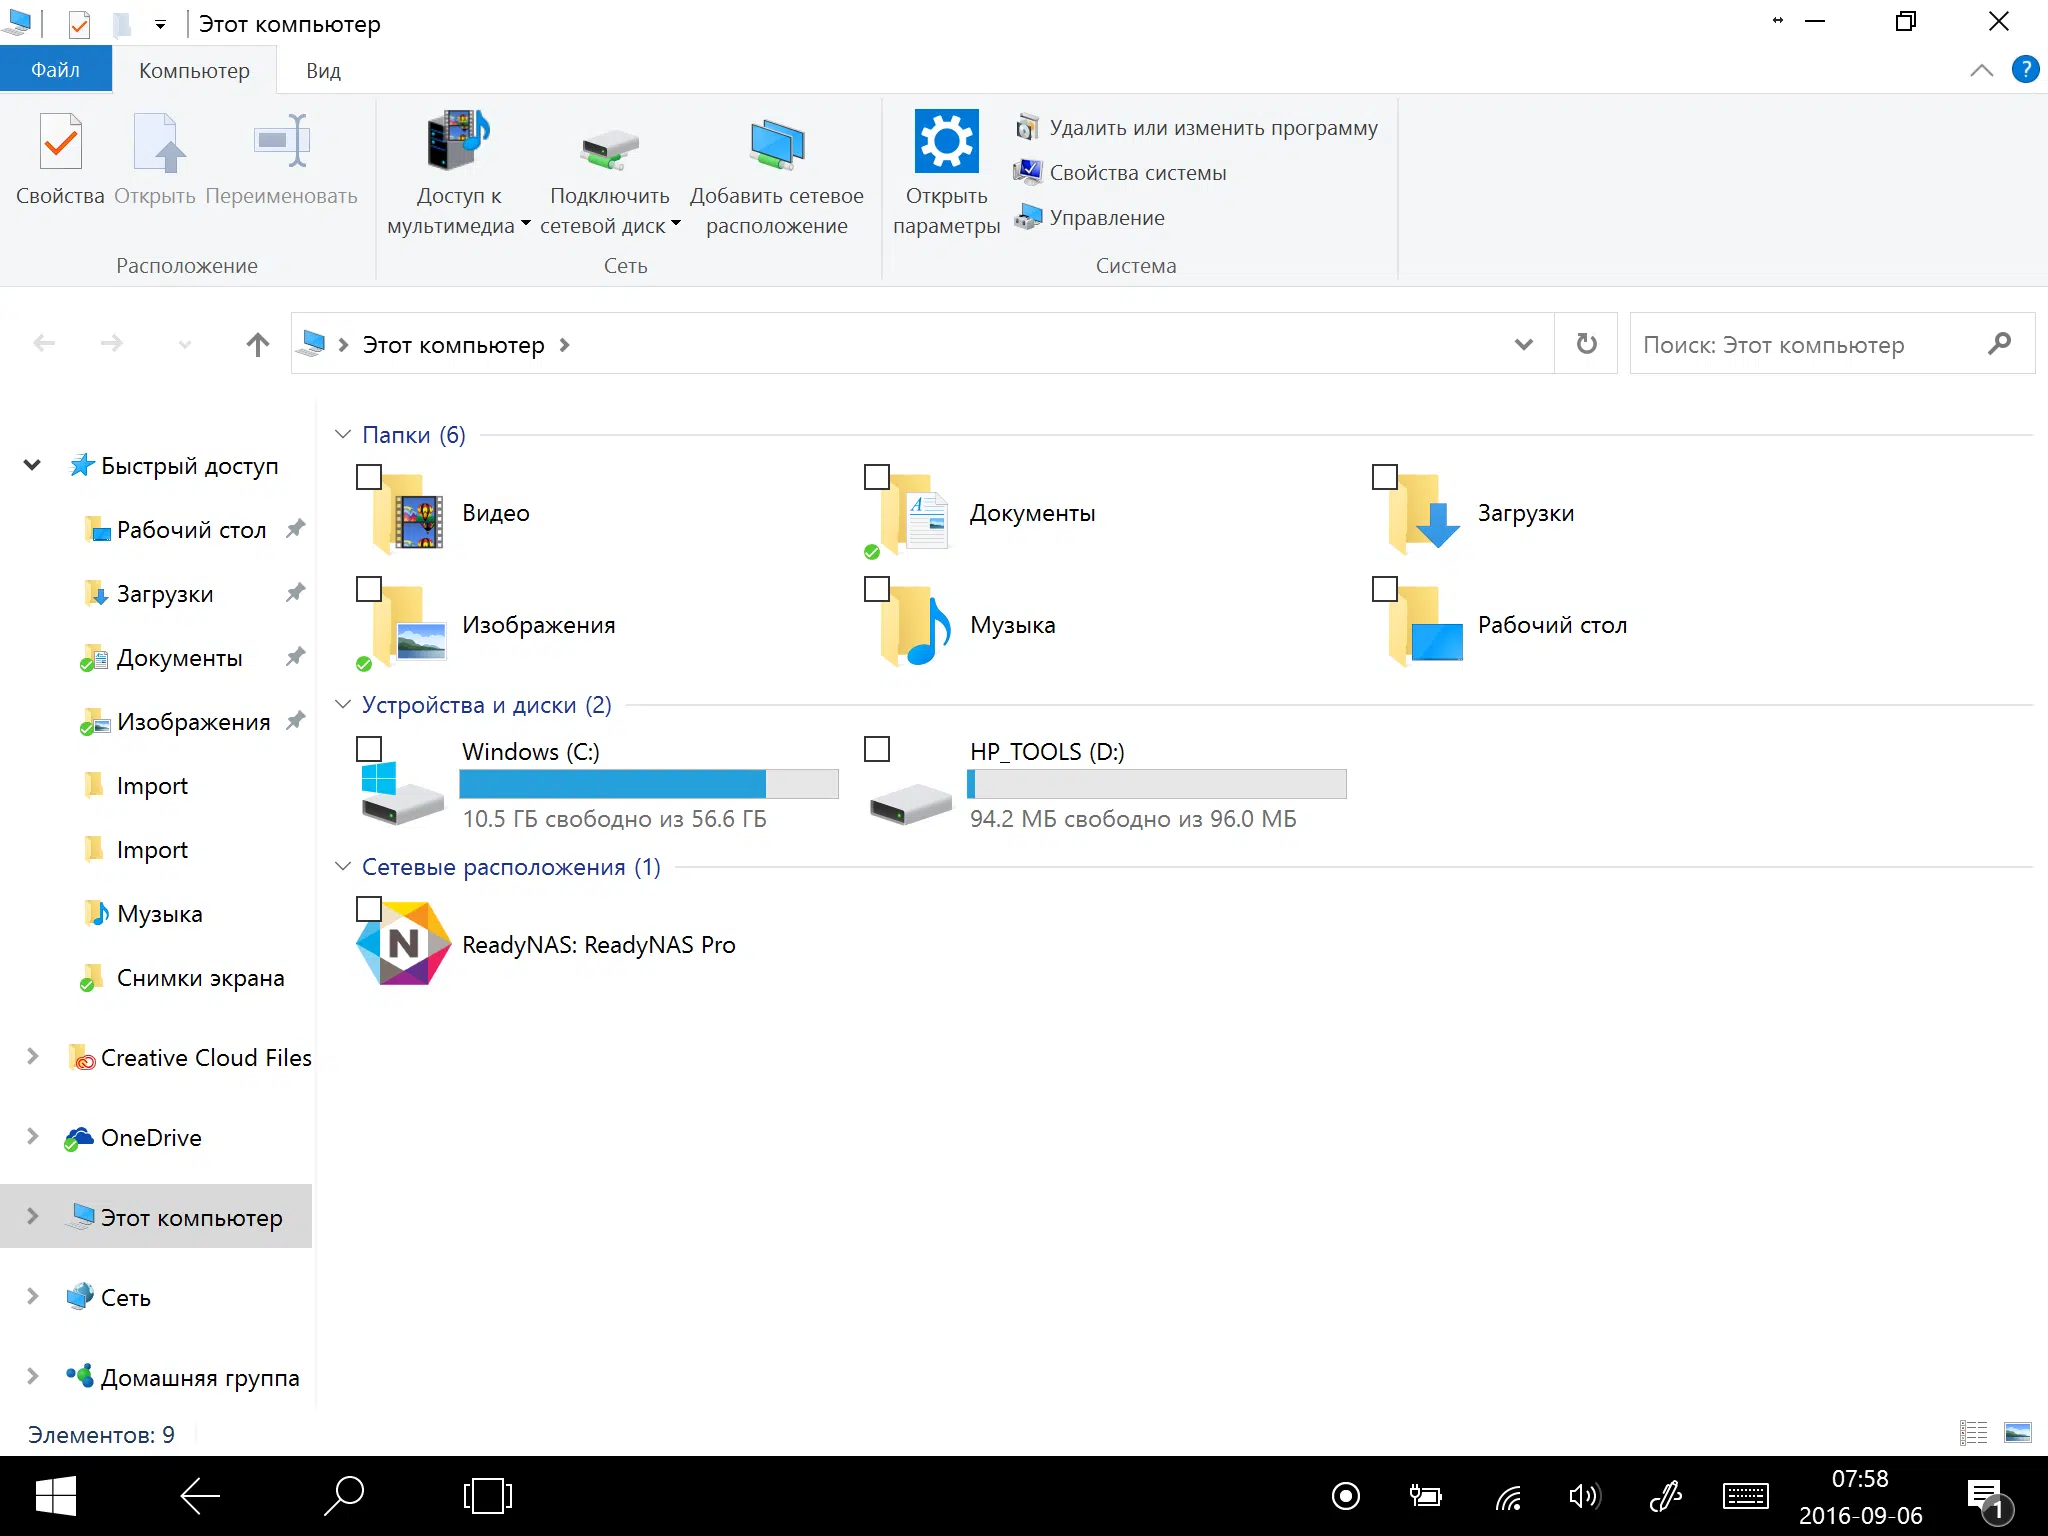 Этот компьютер
Файл
Компьютер
Вид
?
Свойства
Открыть
Переименовать
Расположение
Доступ к
мультимедиа
Подключить
сетевой диск
Добавить сетевое
расположение
Сеть
Открыть
параметры
Удалить или изменить программу
Свойства системы
Управление
Система
Этот компьютер
Поиск: Этот компьютер
Быстрый доступ
Рабочий стол
Загрузки
Документы
Изображения
Import
Import
Музыка
Снимки экрана
Creative Cloud Files
OneDrive
Этот компьютер
Сеть
Домашняя группа
Папки (6)
Видео
Документы
Загрузки
Изображения
Музыка
Рабочий стол
Устройства и диски (2)
Windows (C:)
10.5 ГБ свободно из 56.6 ГБ
HP_TOOLS (D:)
94.2 МБ свободно из 96.0 МБ
Сетевые расположения (1)
N
ReadyNAS: ReadyNAS Pro
Элементов: 9
07:58
2016-09-06
1